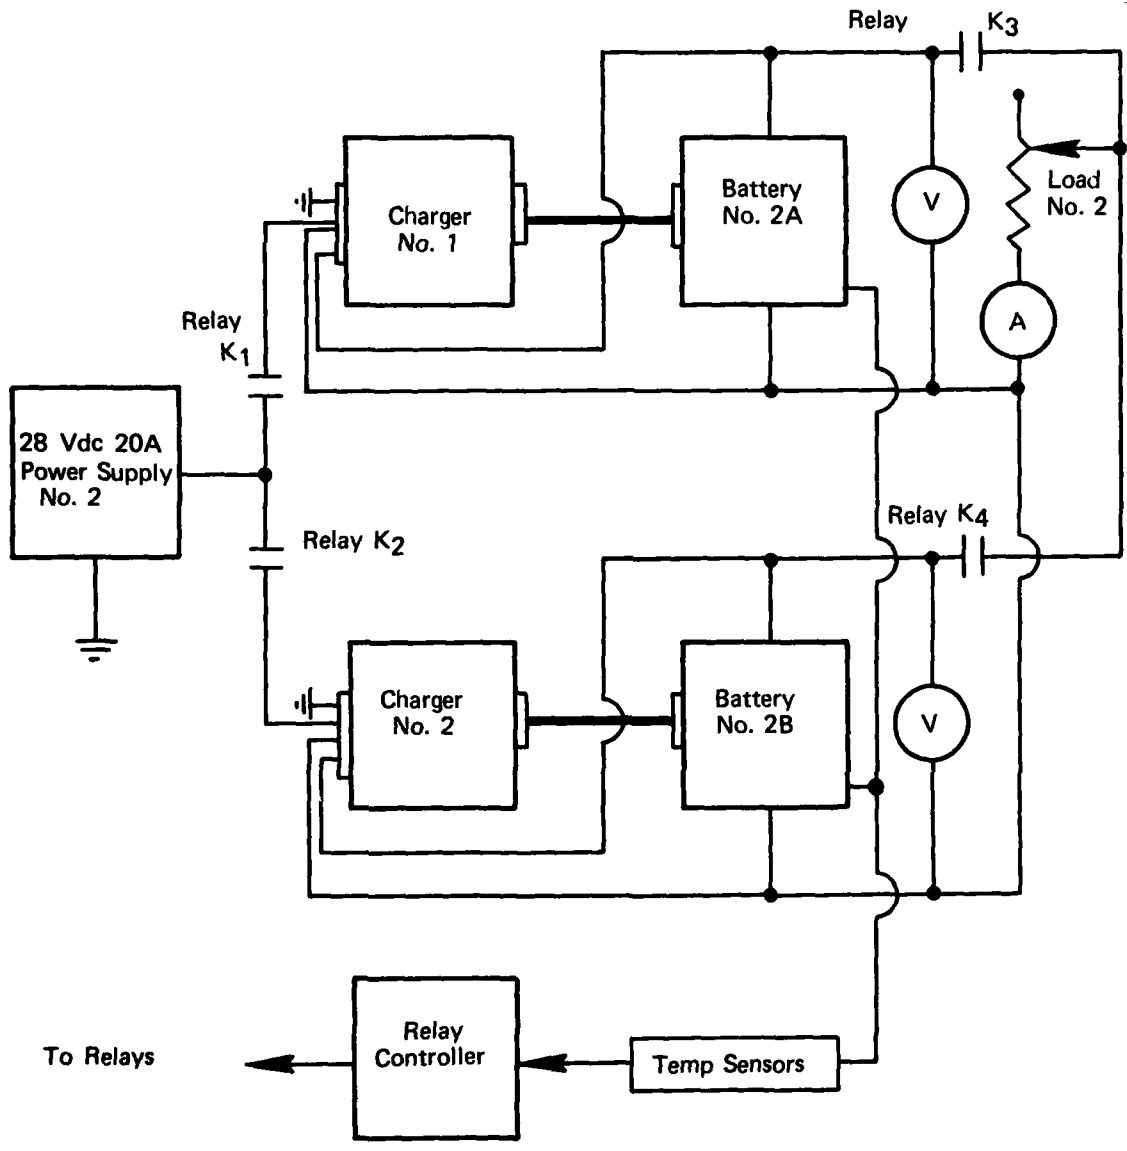 Relay K3
Charger
No. 1
Battery
No. 2A
V
Load
No. 2
A
Relay
K1
28 Vdc 20A
Power Supply
No. 2
Relay K2
Relay K4
Charger
No. 2
Battery
No. 2B
V
Relay
Controller
To Relays
Temp Sensors